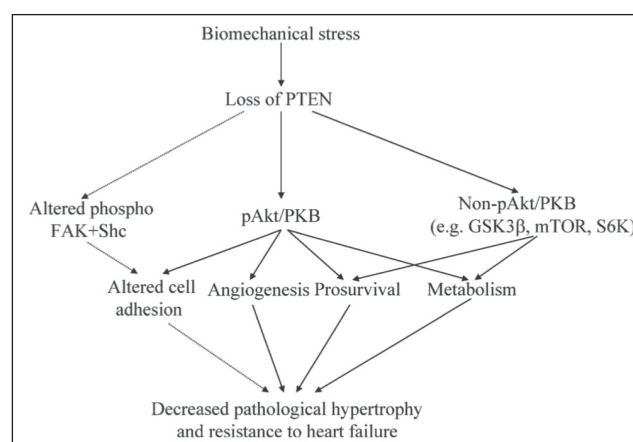 Biomechanical stress
Loss of PTEN
Altered phospho
FAK+Shc
pAkt/PKB
Non-pAkt/PKB
(e.g. GSK3β, mTOR, S6K)
Altered cell
adhesion
Angiogenesis Prosurvival
Metabolism
Decreased pathological hypertrophy
and resistance to heart failure